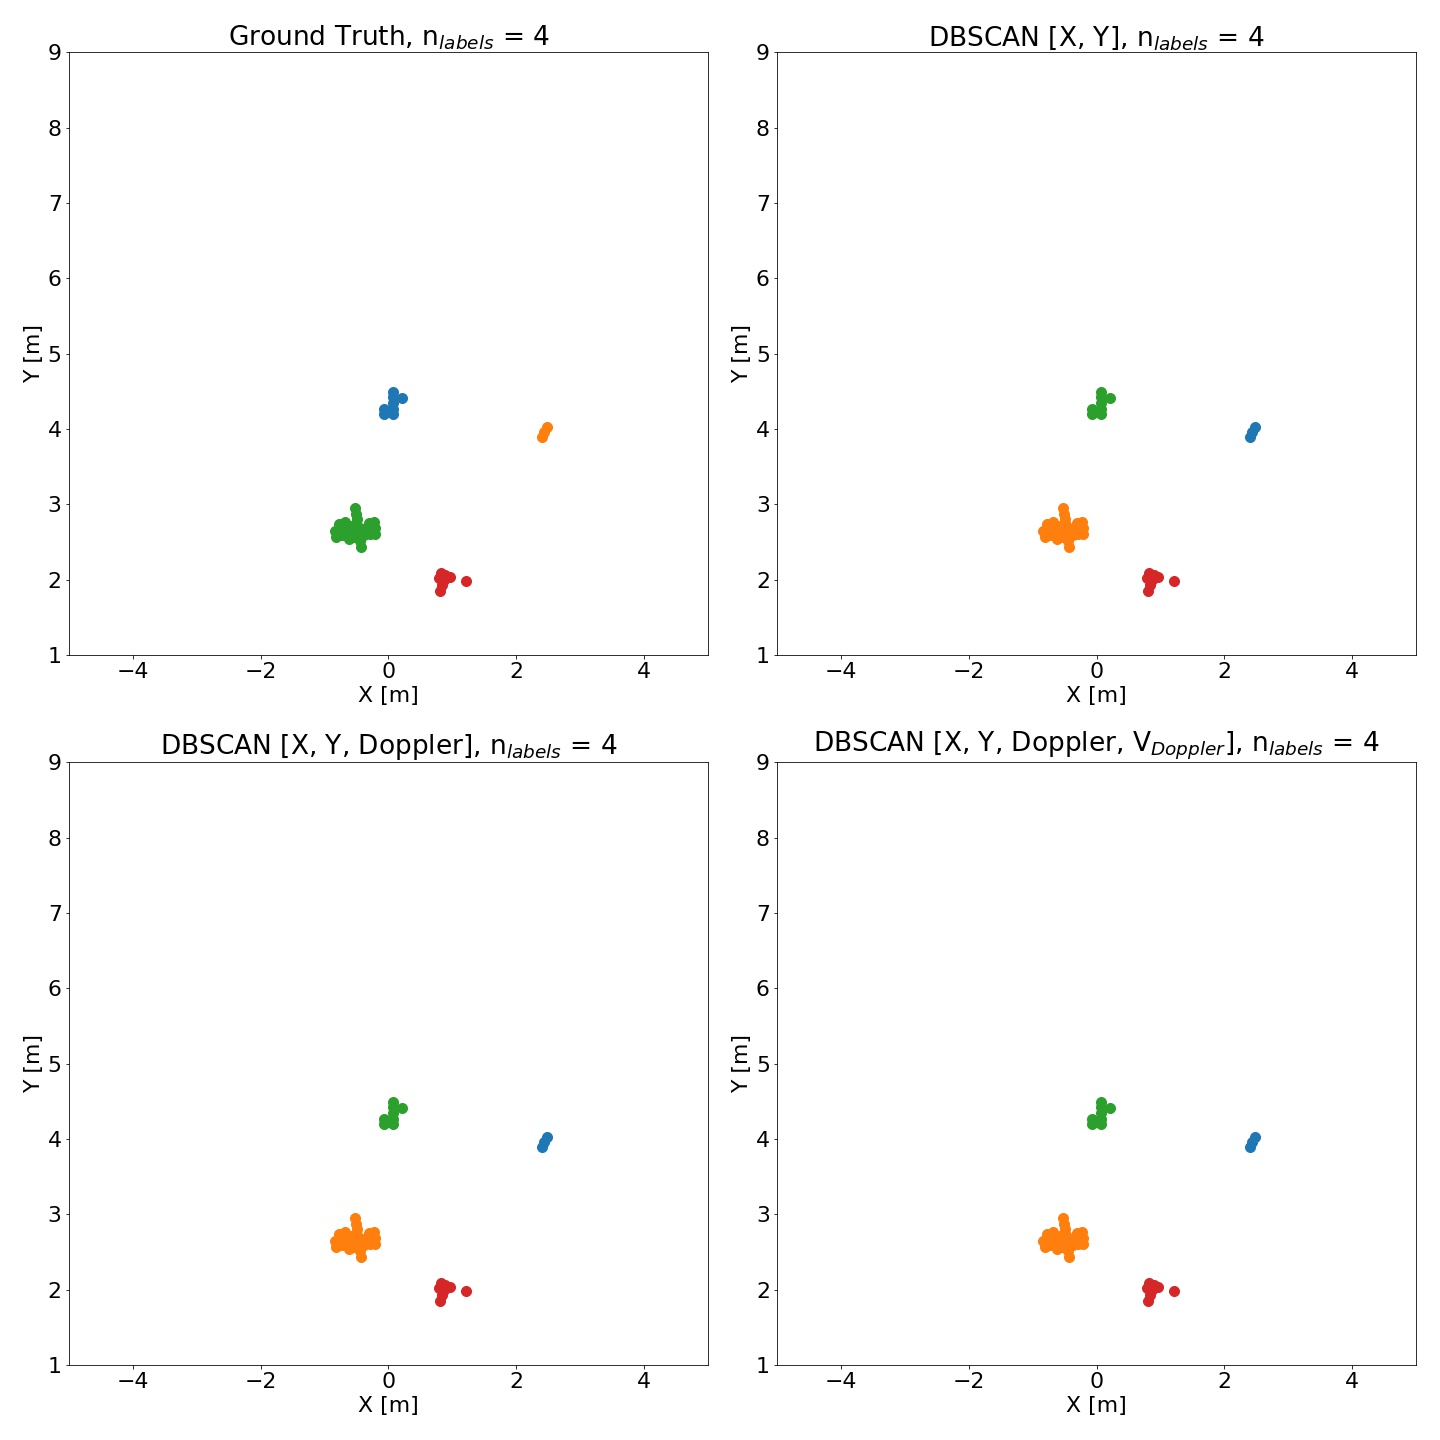 Ground Truth, n_labels = 4
9
8
7
6
5
4
3
2
1
Y [m]
−4 −2 0 2 4
X [m]
DBSCAN [X, Y], n_labels = 4
9
8
7
6
5
4
3
2
1
Y [m]
−4 −2 0 2 4
X [m]
DBSCAN [X, Y, Doppler], n_labels = 4
9
8
7
6
5
4
3
2
1
Y [m]
−4 −2 0 2 4
X [m]
DBSCAN [X, Y, Doppler, V_Doppler], n_labels = 4
9
8
7
6
5
4
3
2
1
Y [m]
−4 −2 0 2 4
X [m]